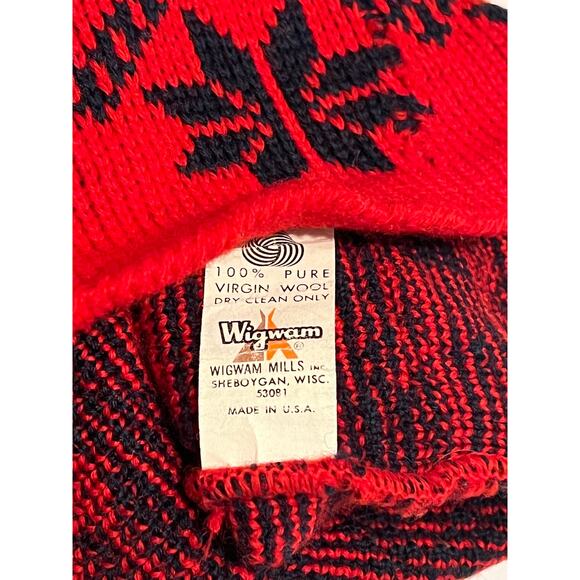 100% PURE
VIRGIN WOOL
DRY CLEAN ONLY
Wigwam
®
WIGWAM MILLS INC.
SHEBOYGAN, WISC.
53081
MADE IN U.S.A.